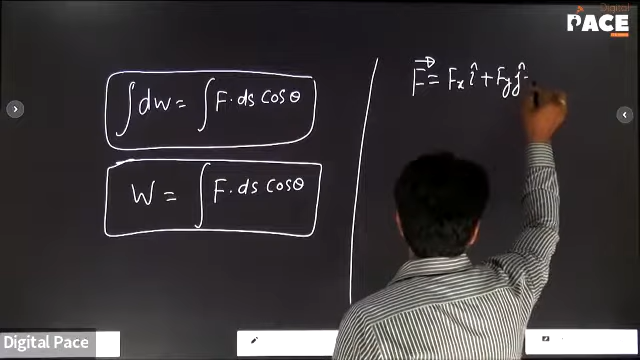 Digital
PACE
∫dw = ∫F·ds Cosθ
W = ∫F·ds Cosθ
F⃗ = Fx î + Fy ĵ
Digital Pace